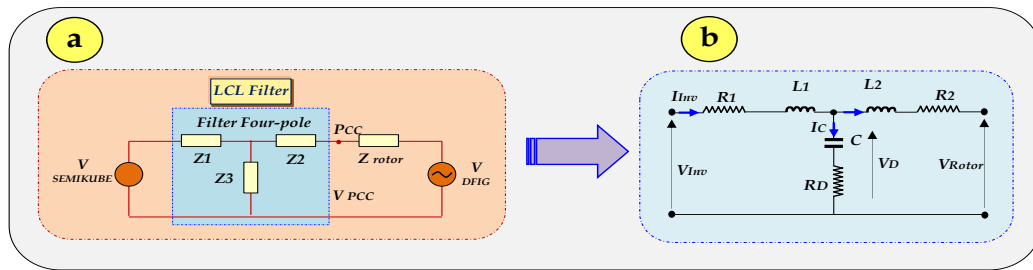 a
LCL Filter
Filter Four-pole
Z1
Z2
PCC
Z rotor
Z3
V
SEMIKUBE
V PCC
V
DFIG
b
IInv
R1
L1
L2
R2
IC
C
VInv
RD
VD
VRotor